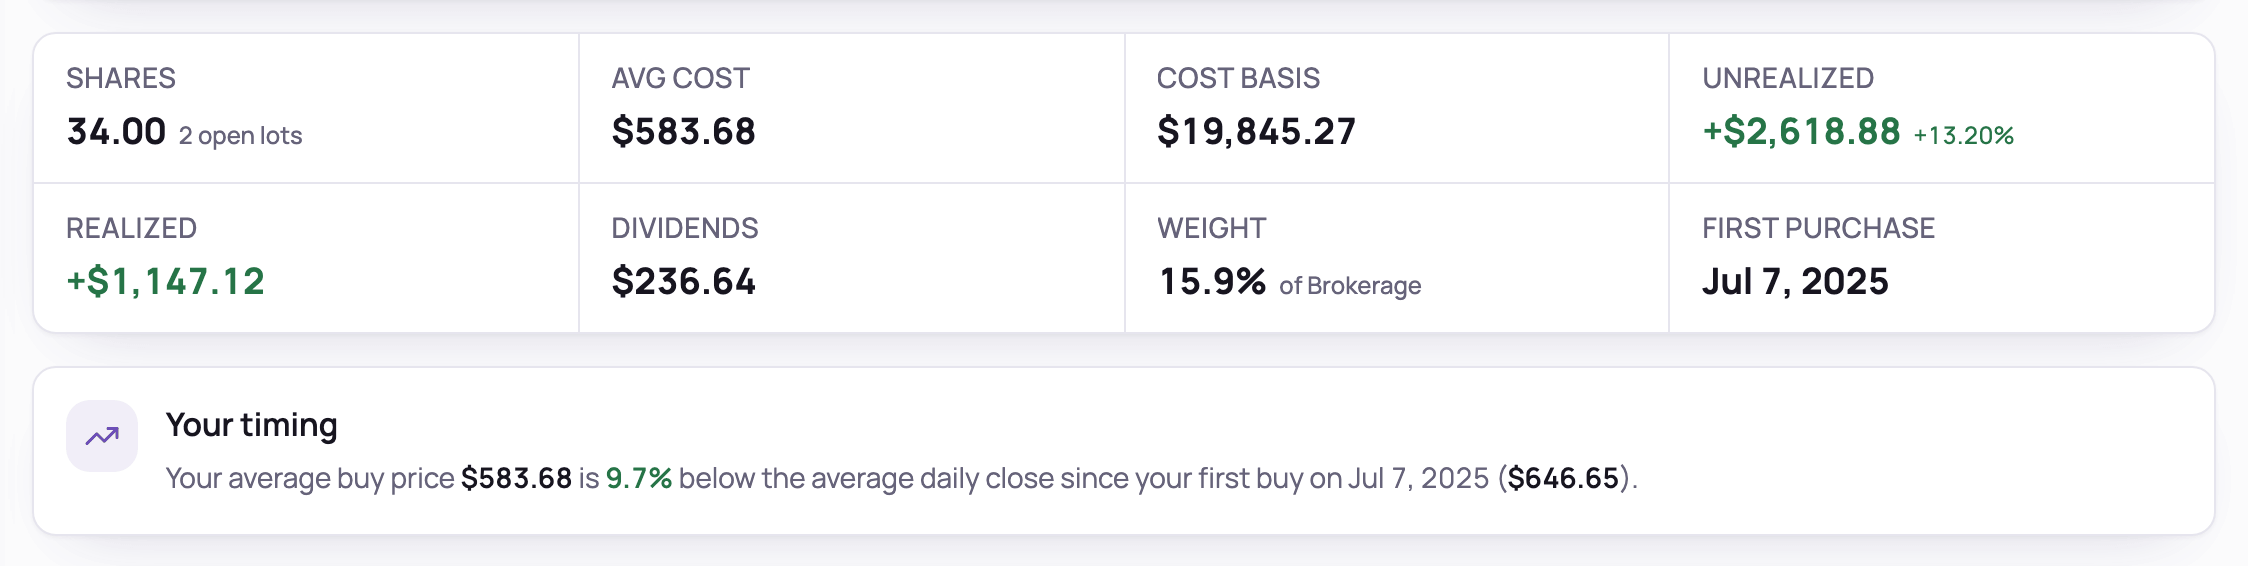 SHARES
34.00 2 open lots
AVG COST
$583.68
COST BASIS
$19,845.27
UNREALIZED
+$2,618.88 +13.20%
REALIZED
+$1,147.12
DIVIDENDS
$236.64
WEIGHT
15.9% of Brokerage
FIRST PURCHASE
Jul 7, 2025
Your timing
Your average buy price $583.68 is 9.7% below the average daily close since your first buy on Jul 7, 2025 ($646.65).